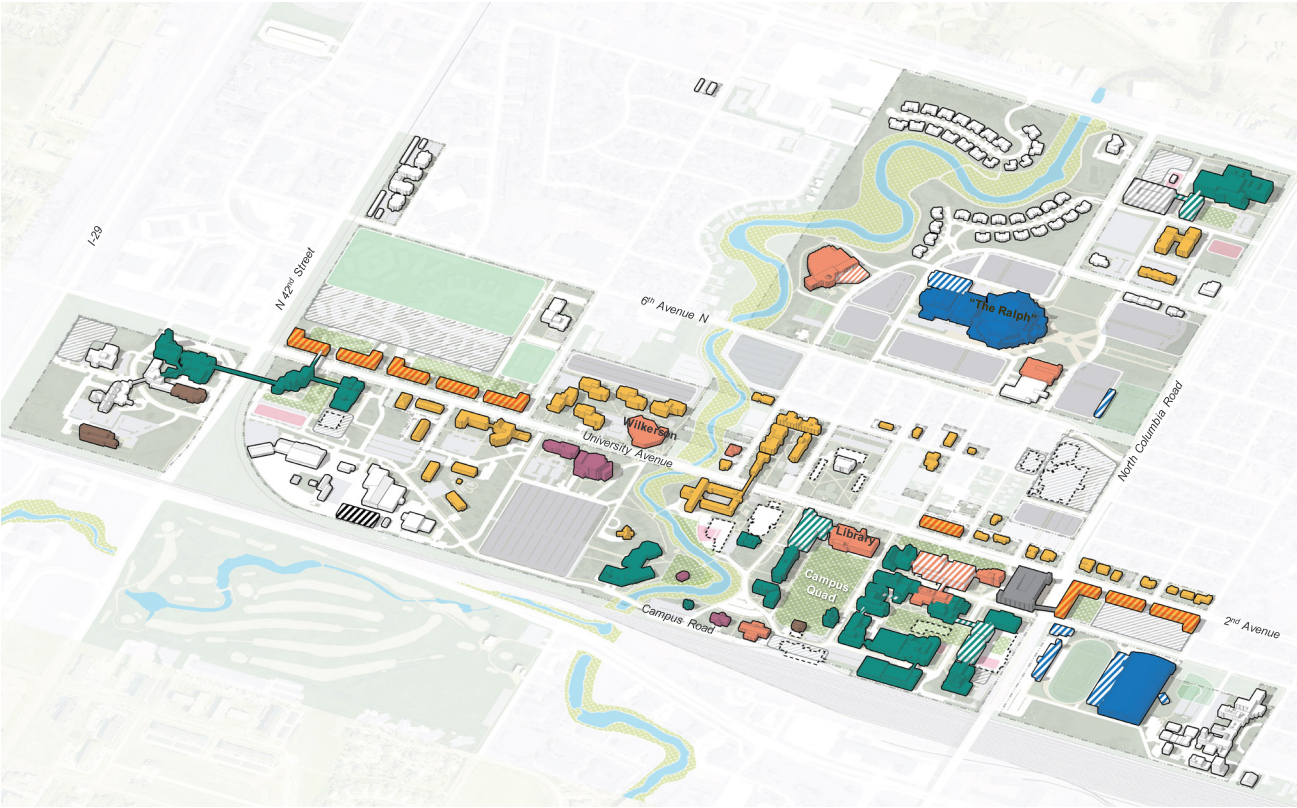 I-29
N 42nd Street
6th Avenue N
"The Ralph"
North Columbia Road
Wilkerson
University Avenue
Library
Campus
Quad
Campus Road
2nd Avenue